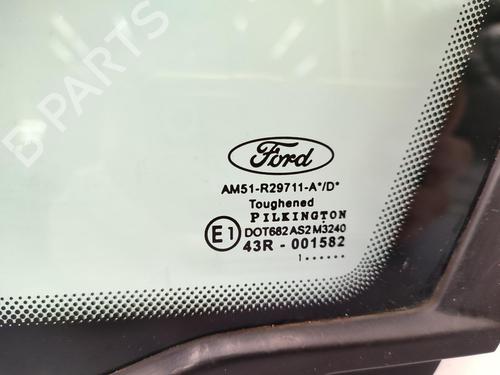 B-Parts
Ford
AM51-R29711-A*/D*
Toughened
PILKINGTON
E1 DOT682 AS2 M3240
43R - 001582
1 ......